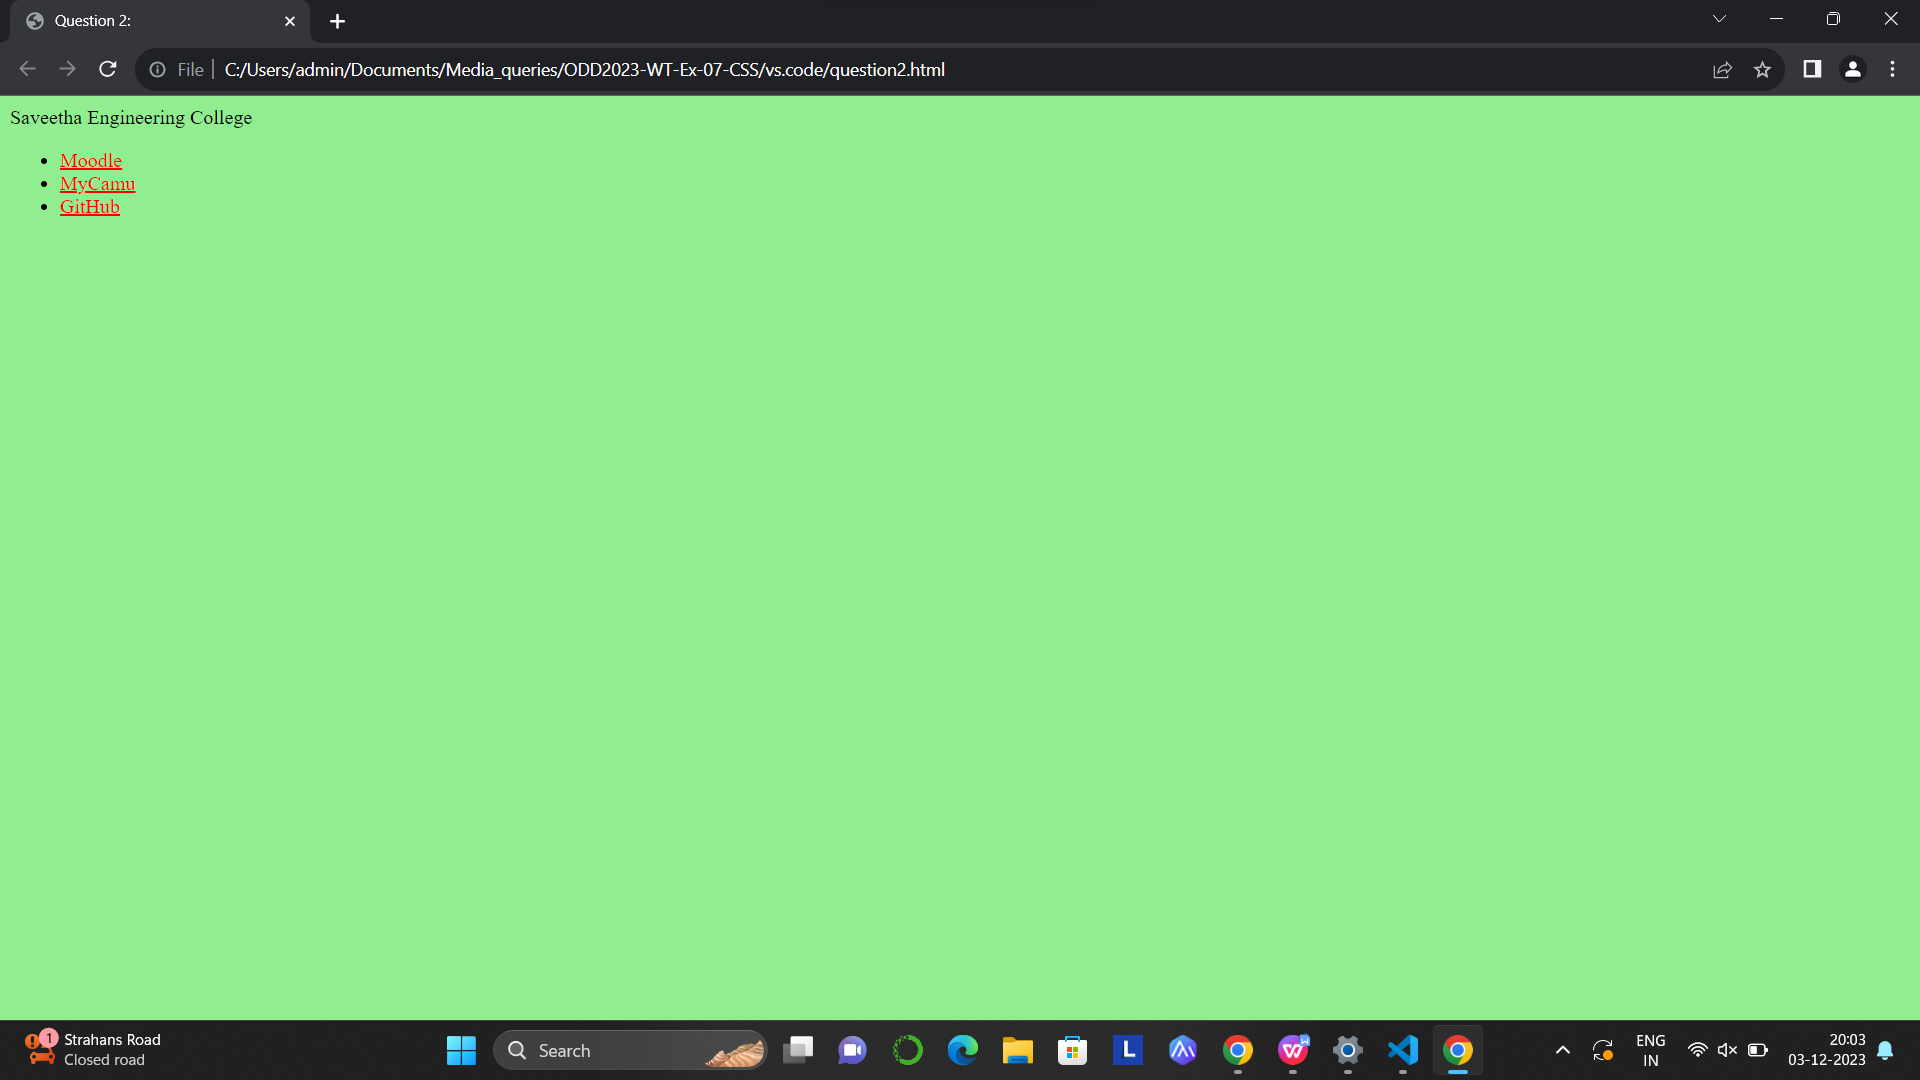 Question 2:
File
C:/Users/admin/Documents/Media_queries/ODD2023-WT-Ex-07-CSS/vs.code/question2.html
Saveetha Engineering College
Moodle
MyCamu
GitHub
1
Strahans Road
Closed road
Search
L
ENG
IN
20:03
03-12-2023